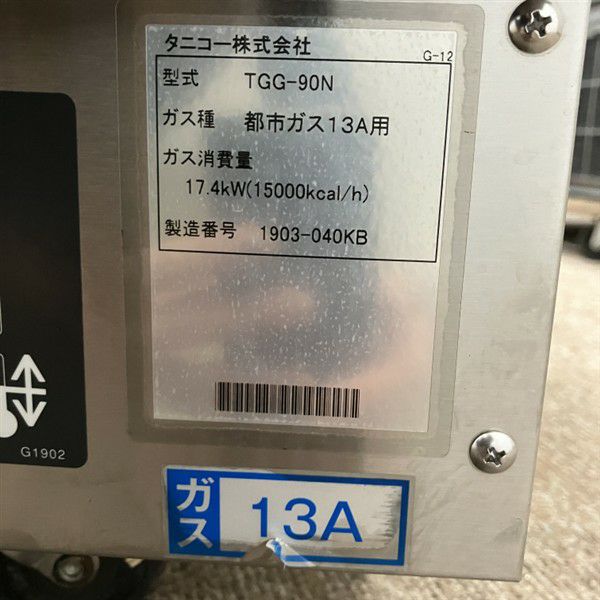 タニコー株式会社
G-12
型式 TGG-90N
ガス種 都市ガス13A用
ガス消費量
17.4kW(15000kcal/h)
製造番号 1903-040KB
G1902
ガス 13A